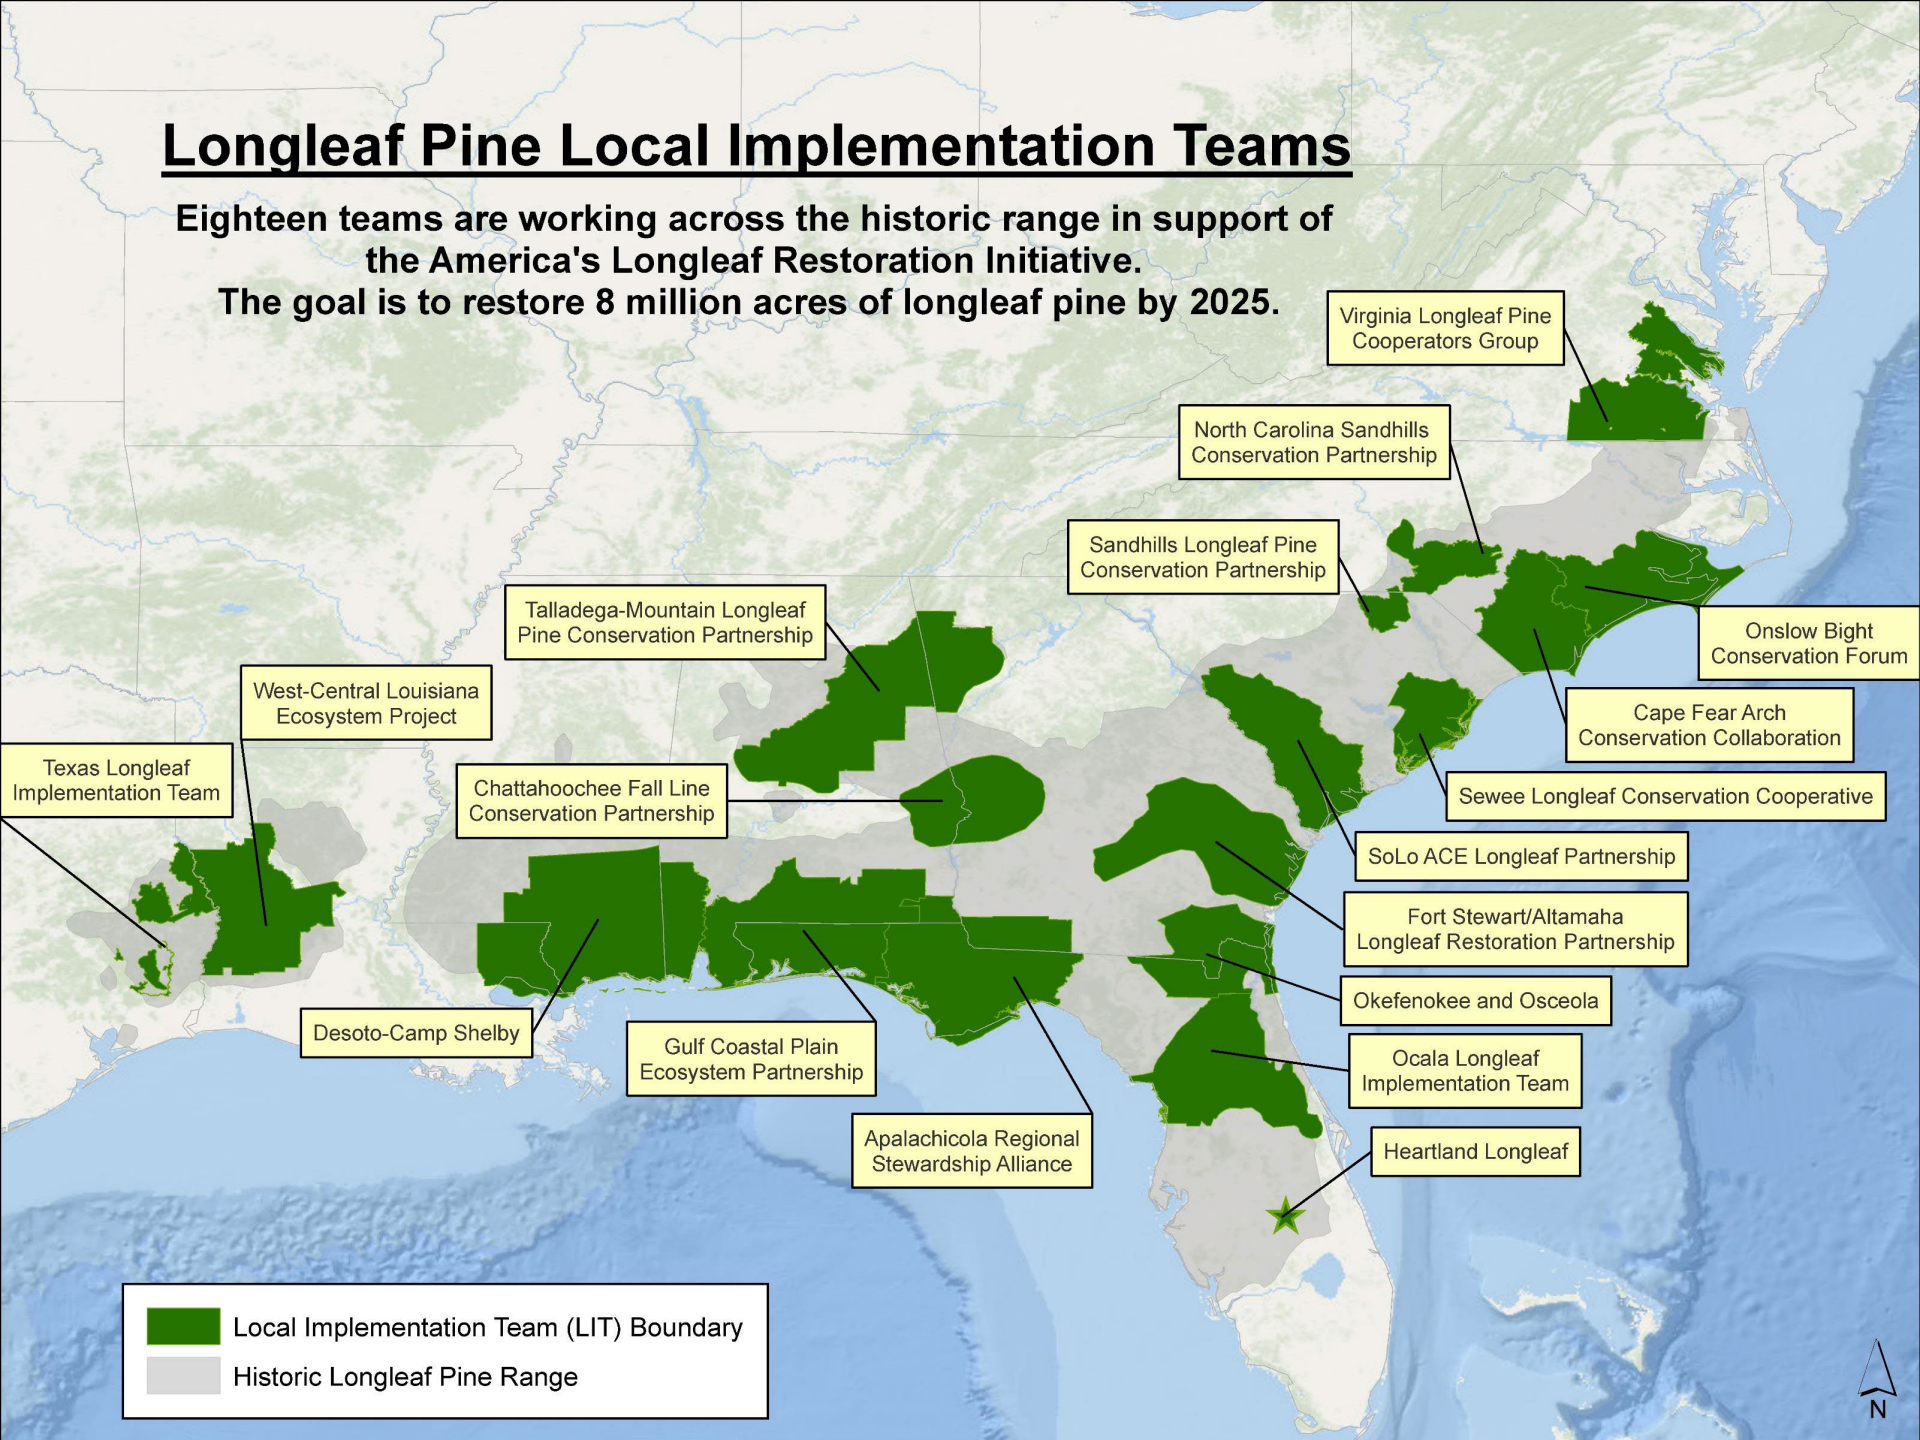 Longleaf Pine Local Implementation Teams
Eighteen teams are working across the historic range in support of
the America's Longleaf Restoration Initiative.
The goal is to restore 8 million acres of longleaf pine by 2025.
Virginia Longleaf Pine
Cooperators Group
North Carolina Sandhills
Conservation Partnership
Sandhills Longleaf Pine
Conservation Partnership
Talladega-Mountain Longleaf
Pine Conservation Partnership
Onslow Bight
Conservation Forum
West-Central Louisiana
Ecosystem Project
Cape Fear Arch
Conservation Collaboration
Texas Longleaf
Implementation Team
Chattahoochee Fall Line
Conservation Partnership
Sewee Longleaf Conservation Cooperative
SoLo ACE Longleaf Partnership
Fort Stewart/Altamaha
Longleaf Restoration Partnership
Okefenokee and Osceola
Desoto-Camp Shelby
Gulf Coastal Plain
Ecosystem Partnership
Ocala Longleaf
Implementation Team
Apalachicola Regional
Stewardship Alliance
Heartland Longleaf
Local Implementation Team (LIT) Boundary
Historic Longleaf Pine Range
N